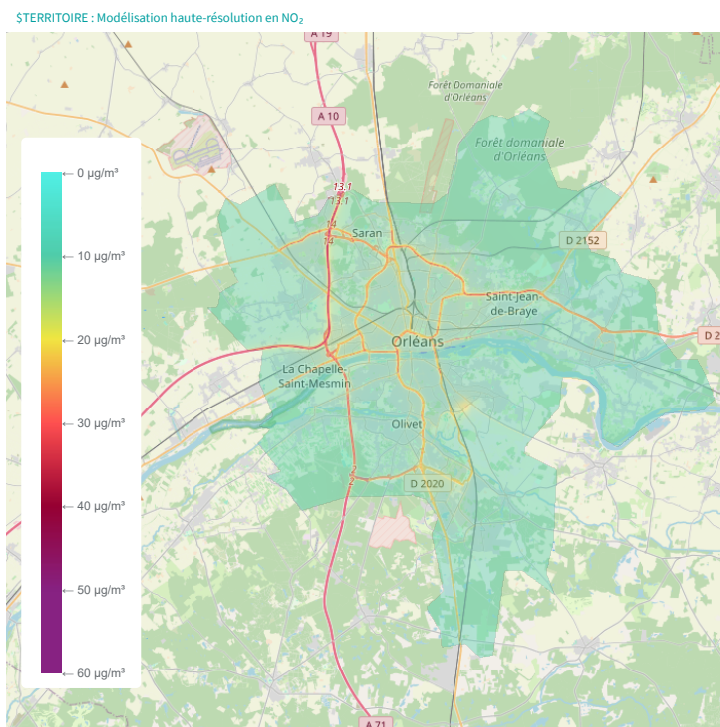 $TERRITOIRE : Modélisation haute-résolution en NO₂
A 19
Forêt Domaniale
d'Orléans
A 10
Forêt domaniale
d'Orléans
0 µg/m³
13.1
13.1
14
14
Saran
D 2152
10 µg/m³
Saint-Jean-
de-Braye
20 µg/m³
Orléans
D 2
La Chapelle-
Saint-Mesmin
30 µg/m³
Olivet
2
2
D 2020
40 µg/m³
50 µg/m³
60 µg/m³
A 71